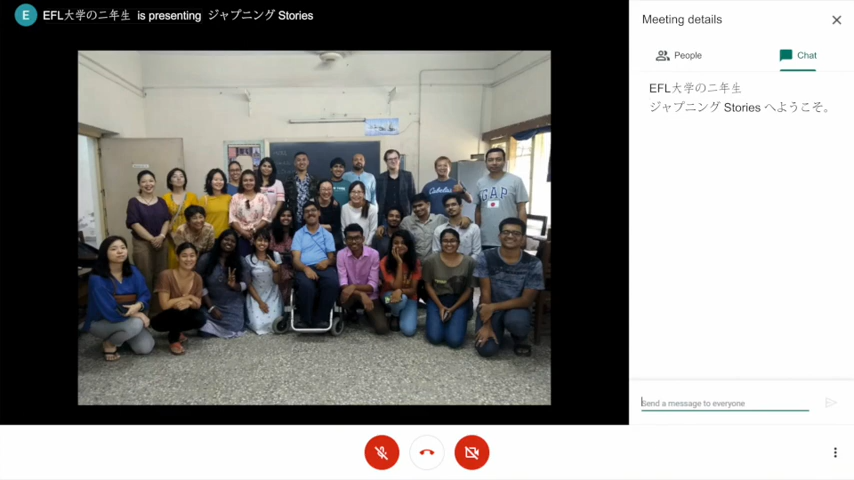 E
EFL大学の二年生 is presenting ジャプニング Stories
Meeting details
People
Chat
EFL大学の二年生
ジャプニング Stories へようこそ。
GAP
Send a message to everyone